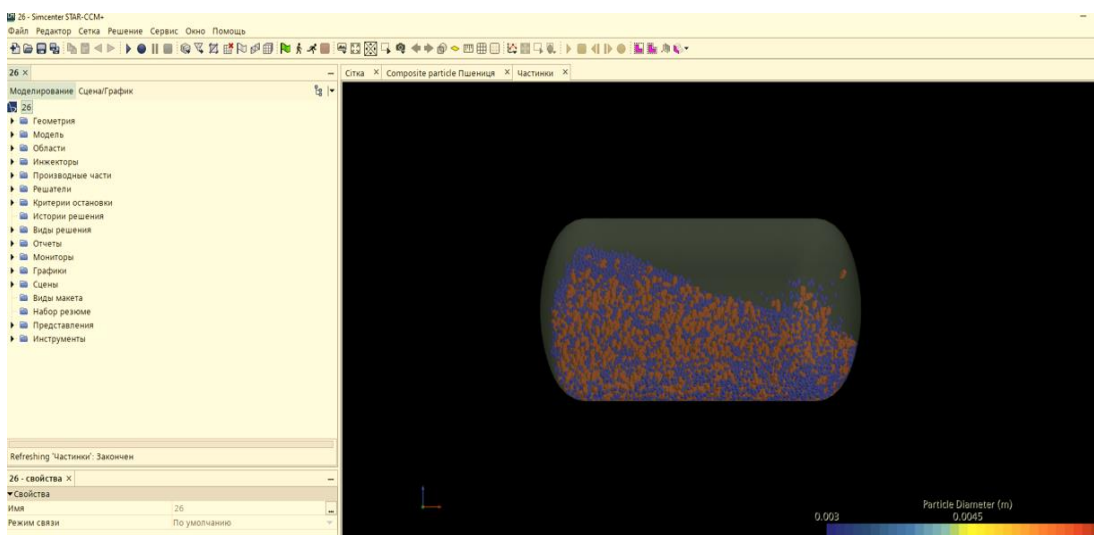 26 - Simcenter STAR-CCM+
Файл Редактор Сетка Решение Сервис Окно Помощь
26 ×
Сітка × Composite particle Пшениця × Частинки ×
Моделирование Сцена/График
26
Геометрия
Модель
Области
Инжекторы
Производные части
Решатели
Критерии остановки
Истории решения
Виды решения
Отчеты
Мониторы
Графики
Сцены
Виды макета
Набор резюме
Представления
Инструменты
Refreshing 'Частинки': Закончен
26 - свойства ×
Свойства
Имя 26 ...
Режим связи По умолчанию
Particle Diameter (m)
0.003 0.0045